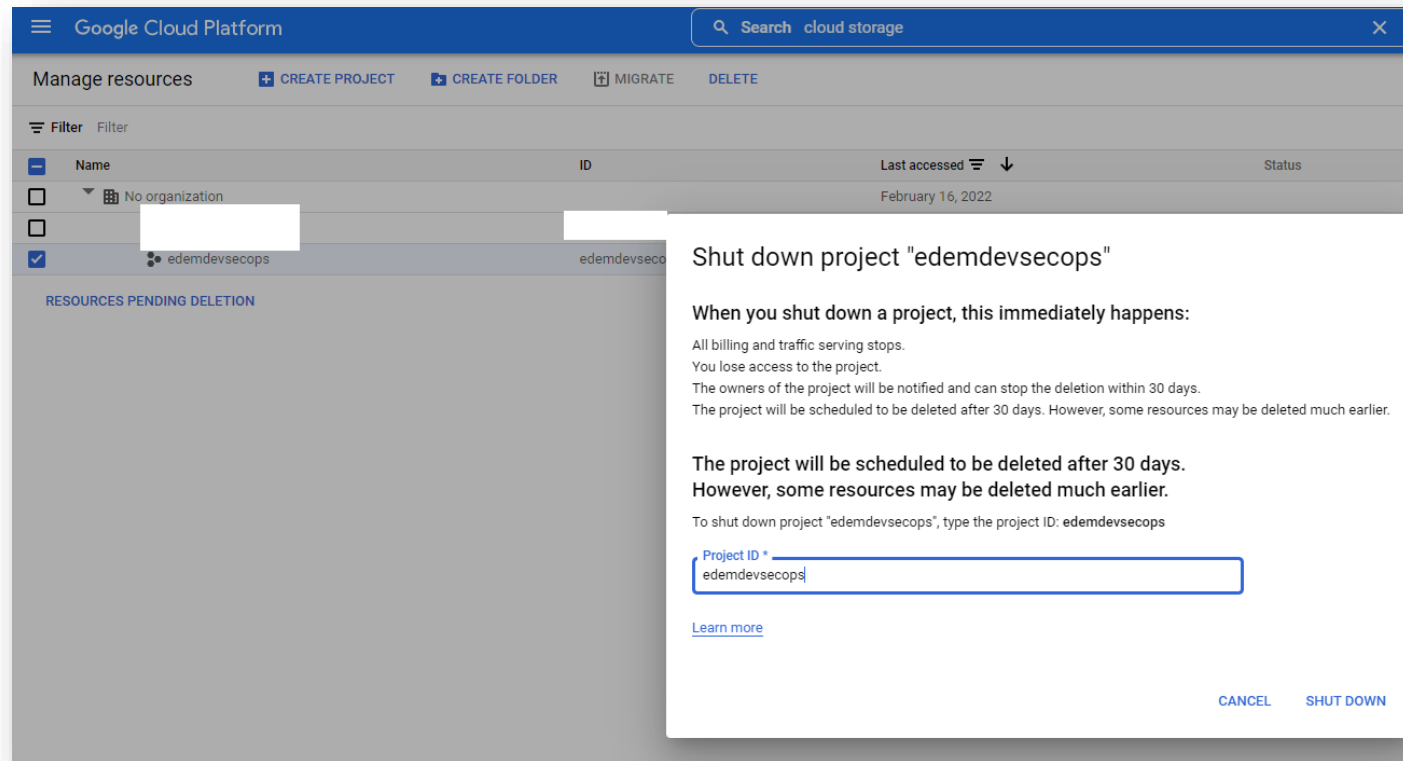 Google Cloud Platform
Search cloud storage
Manage resources CREATE PROJECT CREATE FOLDER MIGRATE DELETE
Filter Filter
Name ID Last accessed Status
No organization February 16, 2022
edemdevsecops edemdevseco
RESOURCES PENDING DELETION
Shut down project "edemdevsecops"
When you shut down a project, this immediately happens:
All billing and traffic serving stops.
You lose access to the project.
The owners of the project will be notified and can stop the deletion within 30 days.
The project will be scheduled to be deleted after 30 days. However, some resources may be deleted much earlier.
The project will be scheduled to be deleted after 30 days.
However, some resources may be deleted much earlier.
To shut down project "edemdevsecops", type the project ID: edemdevsecops
Project ID *
edemdevsecops
Learn more
CANCEL SHUT DOWN